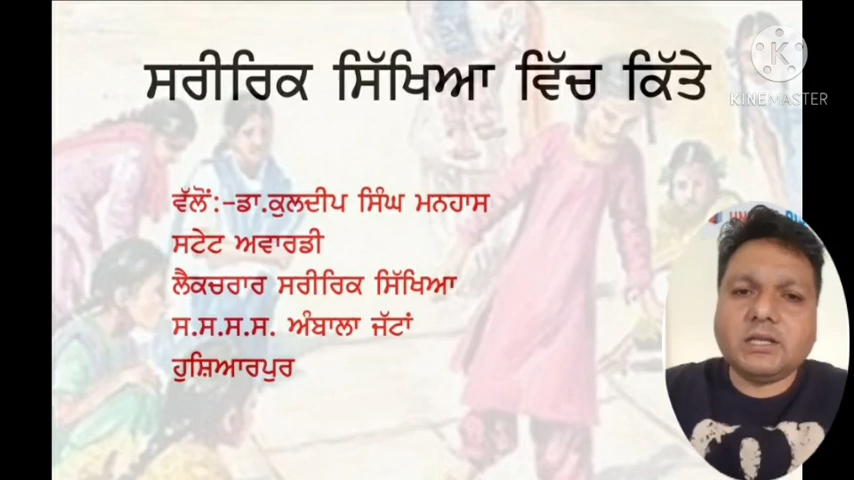 ਸਰੀਰਿਕ ਸਿੱਖਿਆ ਵਿੱਚ ਕਿੱਤੇ
KINEMASTER
ਵੱਲੋਂ:-ਡਾ.ਕੁਲਦੀਪ ਸਿੰਘ ਮਨਹਾਸ
ਸਟੇਟ ਅਵਾਰਡੀ
ਲੈਕਚਰਾਰ ਸਰੀਰਿਕ ਸਿੱਖਿਆ
ਸ.ਸ.ਸ.ਸ. ਅੰਬਾਲਾ ਜੱਟਾਂ
ਹੁਸ਼ਿਆਰਪੁਰ